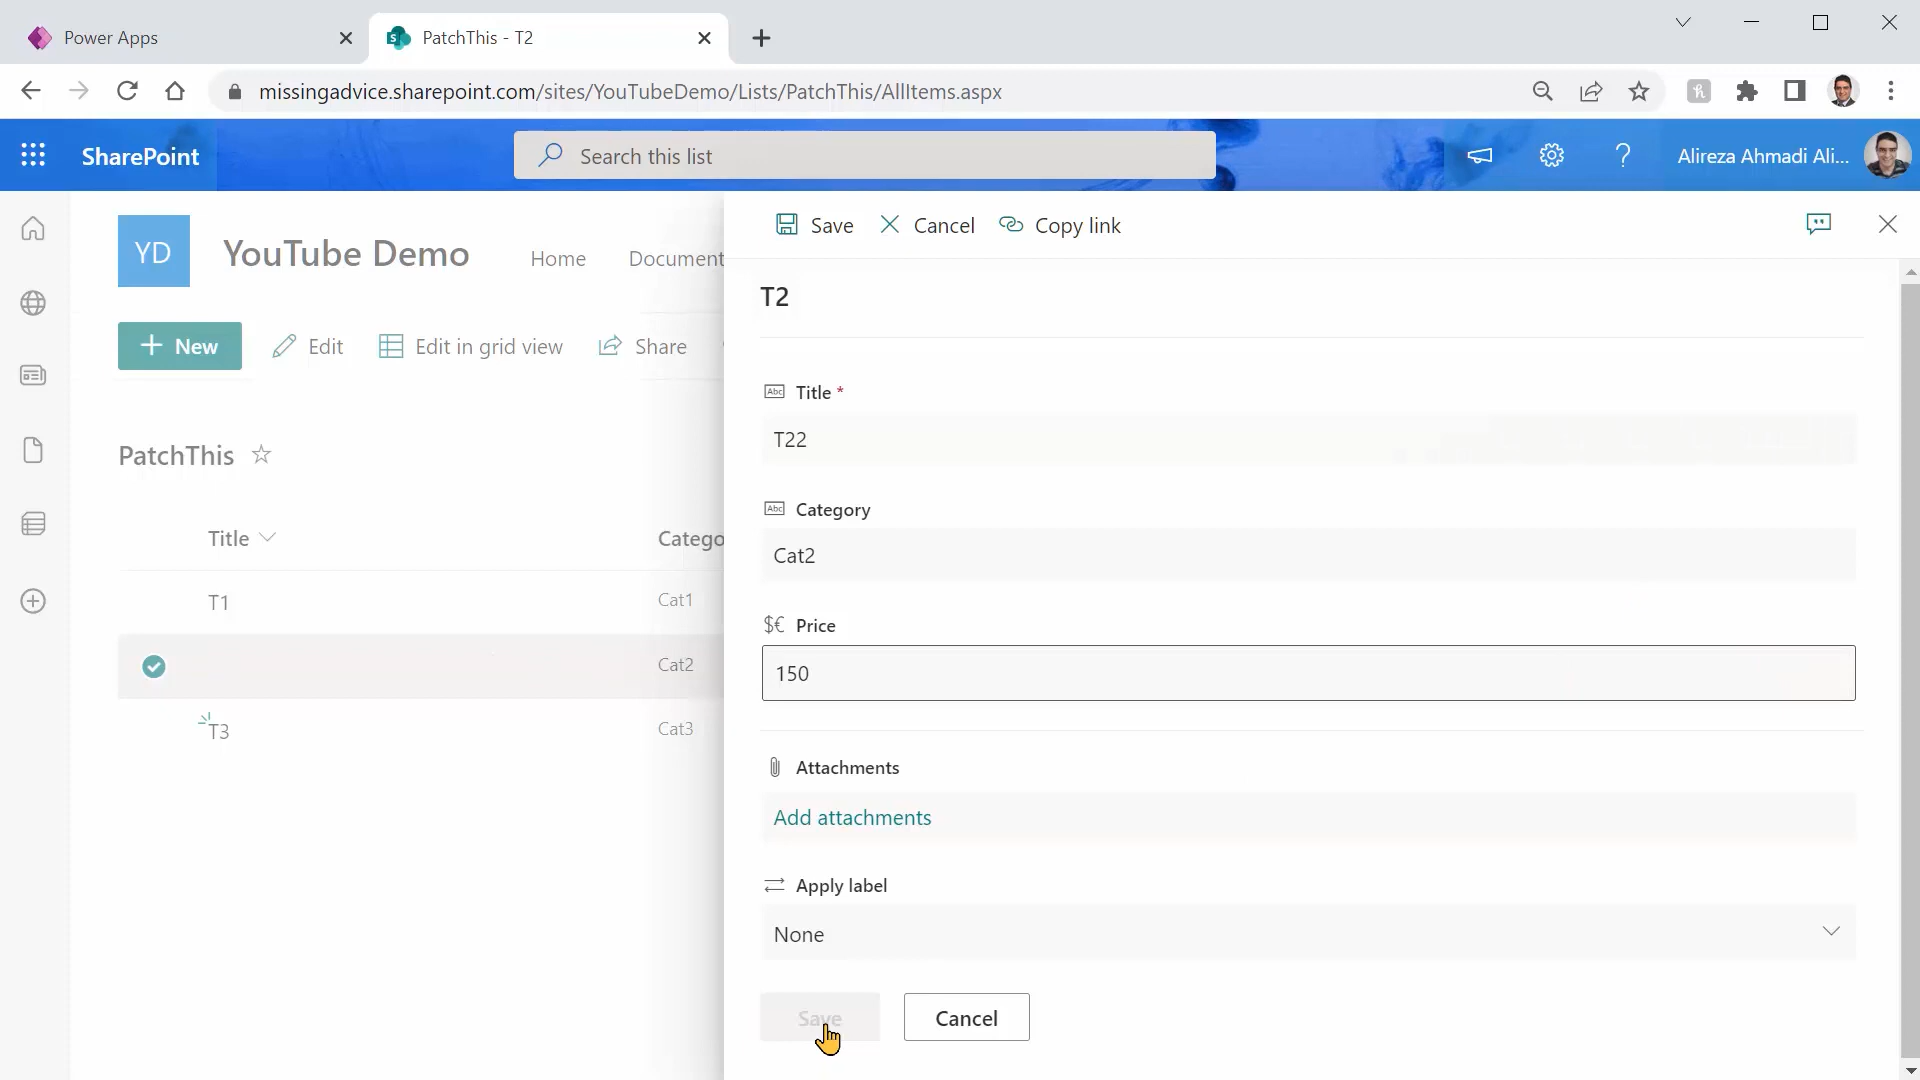 Power Apps
PatchThis - T2
missingadvice.sharepoint.com/sites/YouTubeDemo/Lists/PatchThis/AllItems.aspx
SharePoint
Search this list
Alireza Ahmadi Ali...
YD
YouTube Demo
Home
Document
New
Edit
Edit in grid view
Share
PatchThis
Title
Catego
T1
Cat1
Cat2
T3
Cat3
Save
Cancel
Copy link
T2
Abc
Title *
T22
Abc
Category
Cat2
$€
Price
150
Attachments
Add attachments
Apply label
None
Save
Cancel